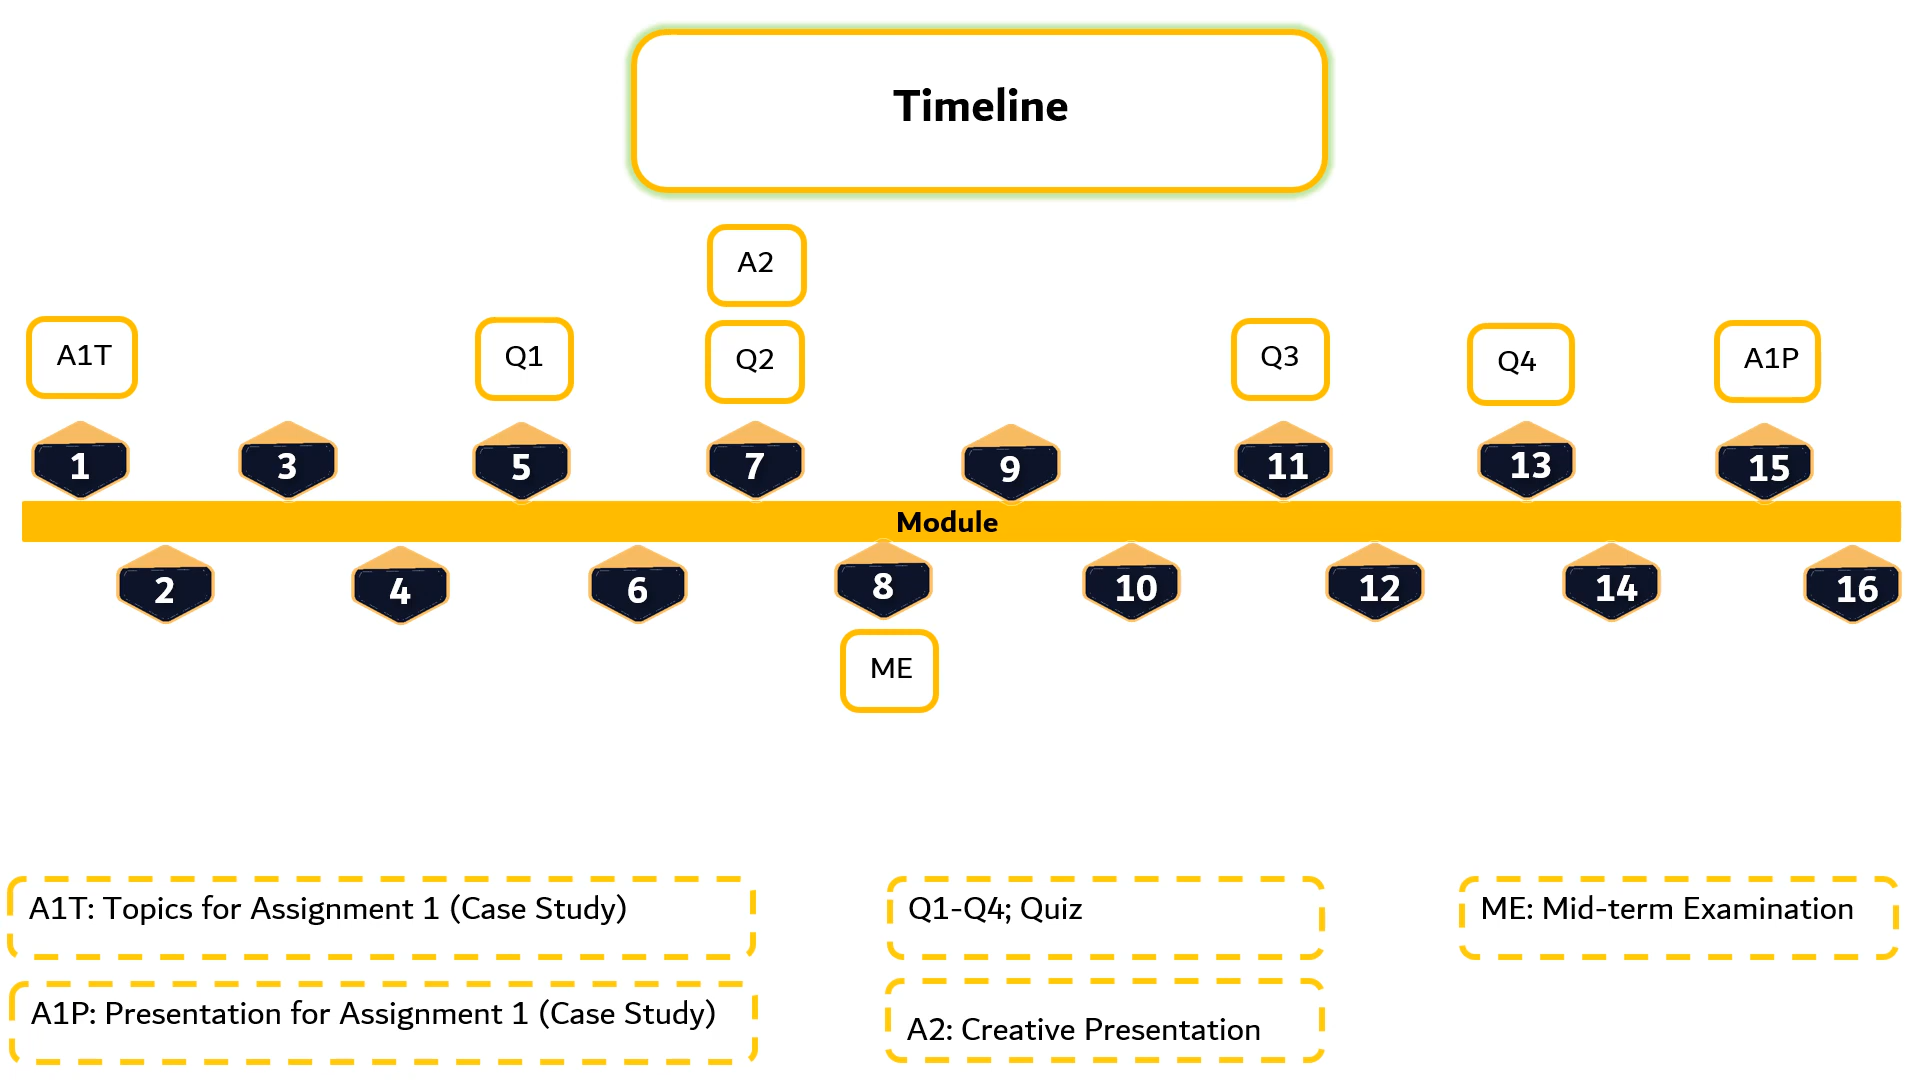 Timeline
A2
A1T
Q1
Q2
Q3
Q4
A1P
1
3
5
7
9
11
13
15
Module
2
4
6
8
10
12
14
16
ME
A1T: Topics for Assignment 1 (Case Study)
Q1-Q4; Quiz
ME: Mid-term Examination
A1P: Presentation for Assignment 1 (Case Study)
A2: Creative Presentation